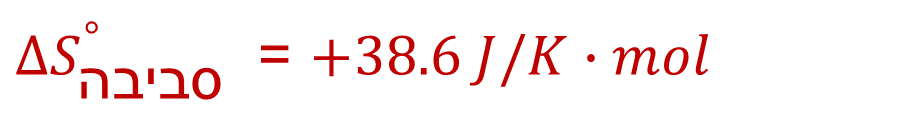 ΔS°סביבה = +38.6 J/K · mol